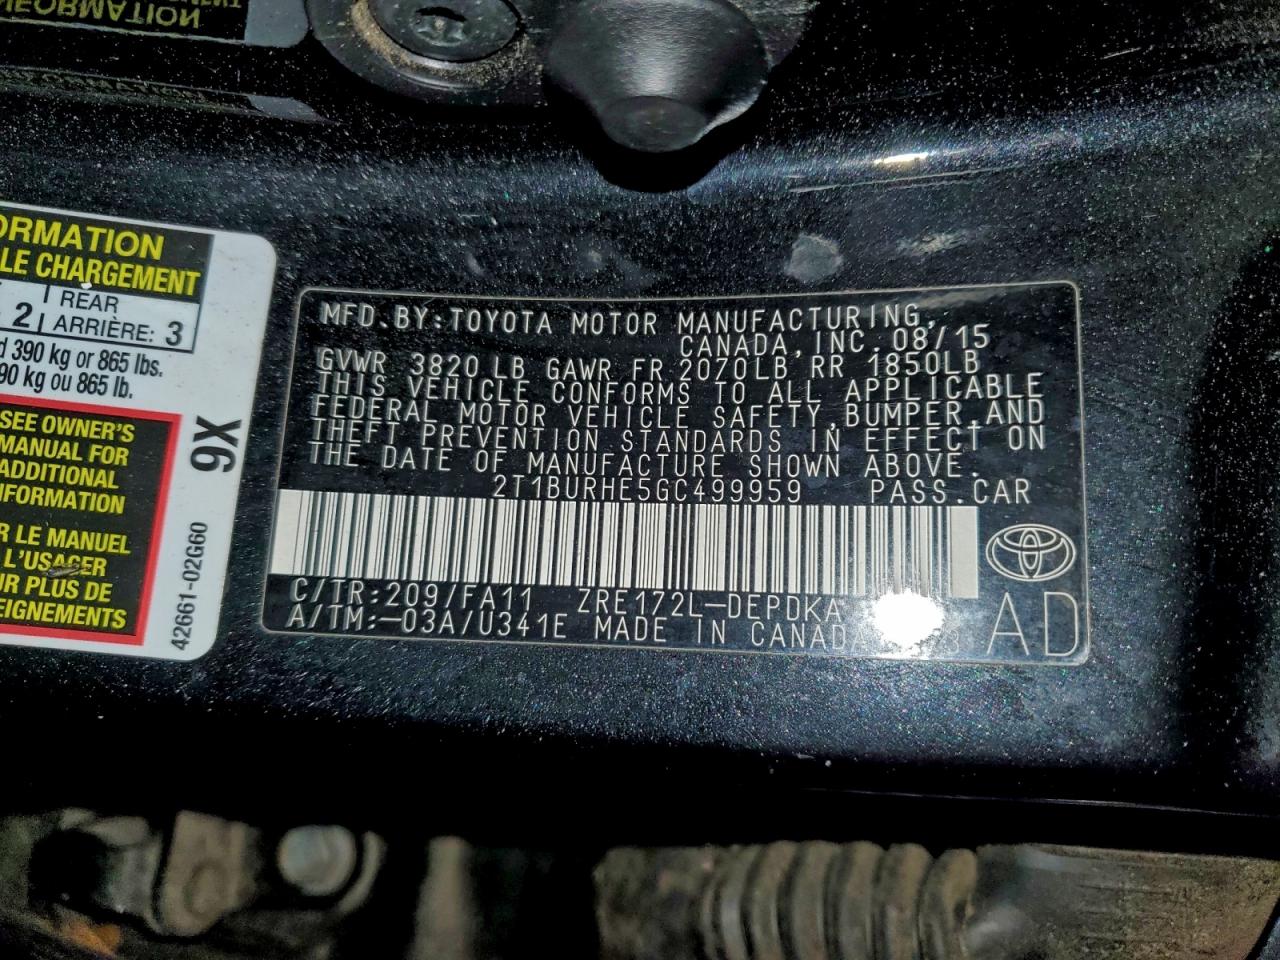 INFORMATION
ORMATION
LE CHARGEMENT
2 REAR ARRIÈRE: 3
d 390 kg or 865 lbs.
90 kg ou 865 lb.
SEE OWNER'S
MANUAL FOR
ADDITIONAL
INFORMATION
R LE MANUEL
L'USAGER
UR PLUS DE
EIGNEMENTS
9X
42661-02G60
MFD.BY:TOYOTA MOTOR MANUFACTURING,
CANADA,INC.08/15
GVWR 3820 LB GAWR FR 2070LB RR 1850LB
THIS VEHICLE CONFORMS TO ALL APPLICABLE
FEDERAL MOTOR VEHICLE SAFETY,BUMPER,AND
THEFT PREVENTION STANDARDS IN EFFECT ON
THE DATE OF MANUFACTURE SHOWN ABOVE.
2T1BURHE5GC499959 PASS.CAR
C/TR:209/FA11 ZRE172L-DEPDKA
A/TM:-03A/U341E MADE IN CANADA
AD